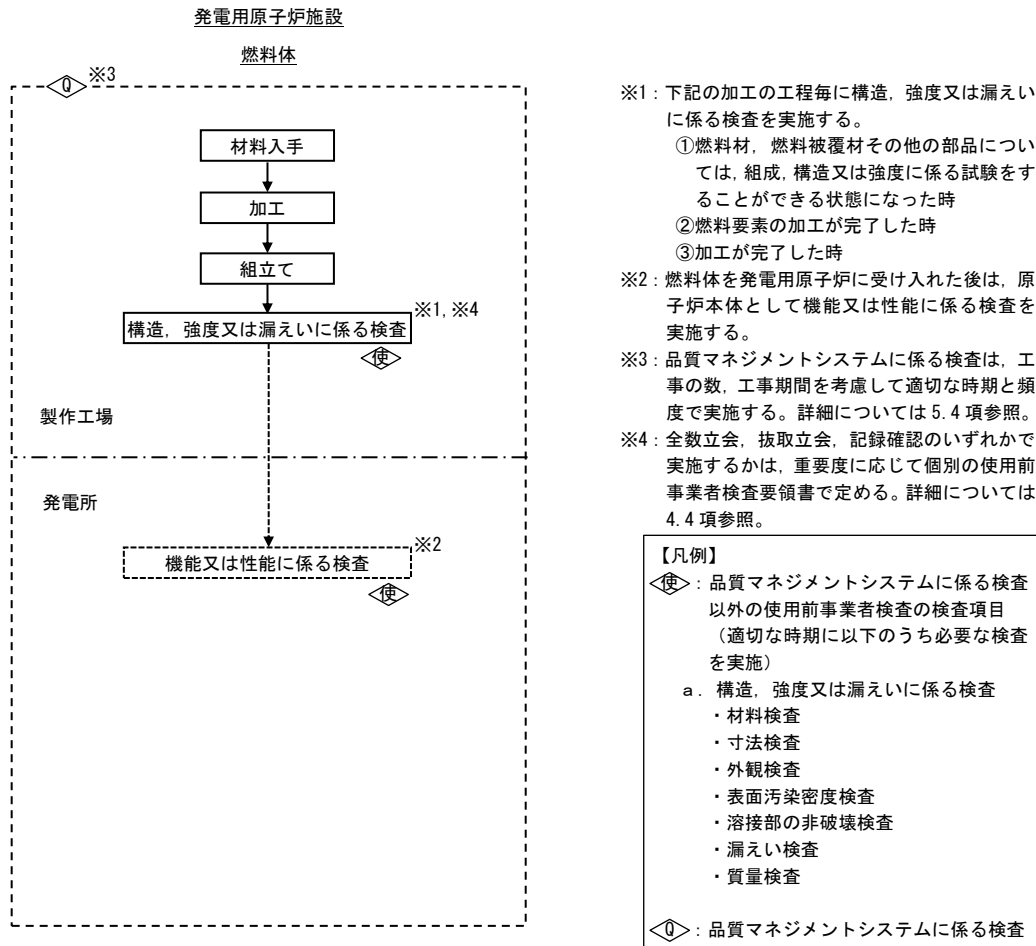 発電用原子炉施設
燃料体
Q ※3
材料入手
加工
組立て
構造，強度又は漏えいに係る検査 ※1,※4
使
製作工場
発電所
機能又は性能に係る検査 ※2
使
※1：下記の加工の工程毎に構造，強度又は漏えい
に係る検査を実施する。
①燃料材，燃料被覆材その他の部品につい
ては，組成，構造又は強度に係る試験をす
ることができる状態になった時
②燃料要素の加工が完了した時
③加工が完了した時
※2：燃料体を発電用原子炉に受け入れた後は，原
子炉本体として機能又は性能に係る検査を
実施する。
※3：品質マネジメントシステムに係る検査は，工
事の数，工事期間を考慮して適切な時期と頻
度で実施する。詳細については5.4項参照。
※4：全数立会，抜取立会，記録確認のいずれかで
実施するかは，重要度に応じて個別の使用前
事業者検査要領書で定める。詳細については
4.4項参照。
【凡例】
使：品質マネジメントシステムに係る検査
以外の使用前事業者検査の検査項目
（適切な時期に以下のうち必要な検査
を実施）
ａ．構造，強度又は漏えいに係る検査
・材料検査
・寸法検査
・外観検査
・表面汚染密度検査
・溶接部の非破壊検査
・漏えい検査
・質量検査
Q：品質マネジメントシステムに係る検査